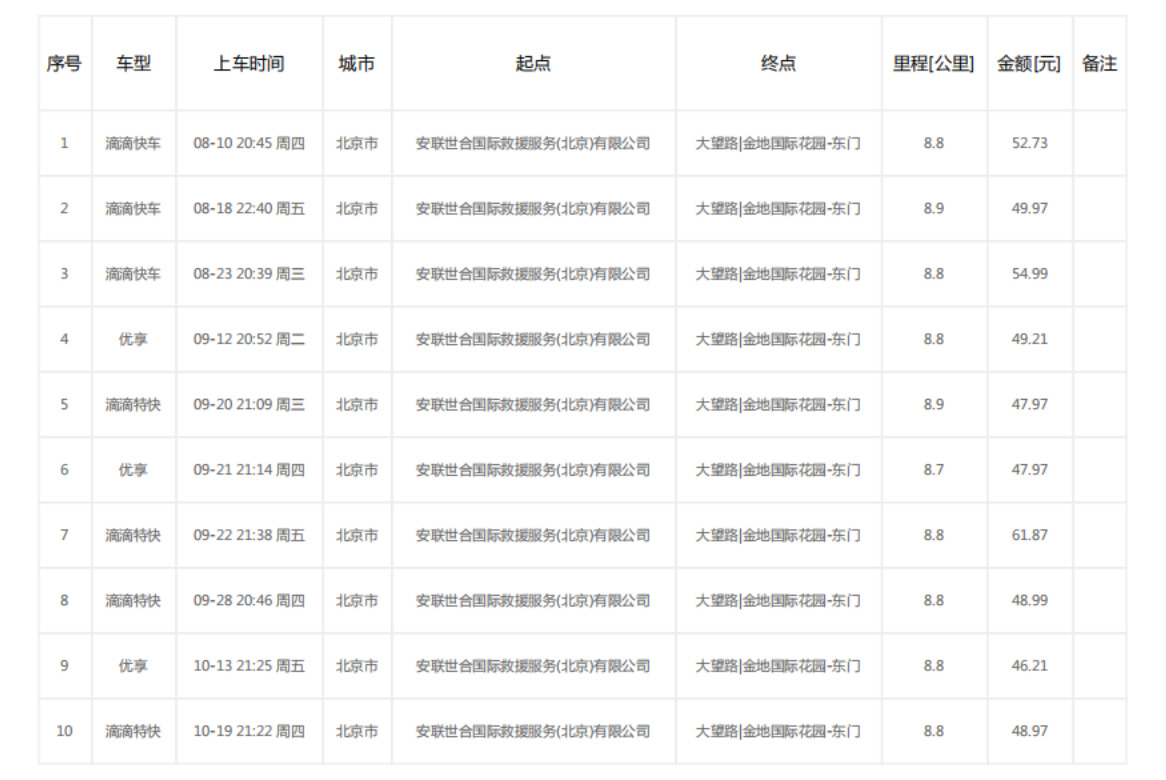 序号 车型 上车时间 城市 起点 终点 里程[公里] 金额[元] 备注
1 滴滴快车 08-10 20:45 周四 北京市 安联世合国际救援服务(北京)有限公司 大望路|金地国际花园-东门 8.8 52.73
2 滴滴快车 08-18 22:40 周五 北京市 安联世合国际救援服务(北京)有限公司 大望路|金地国际花园-东门 8.9 49.97
3 滴滴快车 08-23 20:39 周三 北京市 安联世合国际救援服务(北京)有限公司 大望路|金地国际花园-东门 8.8 54.99
4 优享 09-12 20:52 周二 北京市 安联世合国际救援服务(北京)有限公司 大望路|金地国际花园-东门 8.8 49.21
5 滴滴特快 09-20 21:09 周三 北京市 安联世合国际救援服务(北京)有限公司 大望路|金地国际花园-东门 8.9 47.97
6 优享 09-21 21:14 周四 北京市 安联世合国际救援服务(北京)有限公司 大望路|金地国际花园-东门 8.7 47.97
7 滴滴特快 09-22 21:38 周五 北京市 安联世合国际救援服务(北京)有限公司 大望路|金地国际花园-东门 8.8 61.87
8 滴滴特快 09-28 20:46 周四 北京市 安联世合国际救援服务(北京)有限公司 大望路|金地国际花园-东门 8.8 48.99
9 优享 10-13 21:25 周五 北京市 安联世合国际救援服务(北京)有限公司 大望路|金地国际花园-东门 8.8 46.21
10 滴滴特快 10-19 21:22 周四 北京市 安联世合国际救援服务(北京)有限公司 大望路|金地国际花园-东门 8.8 48.97